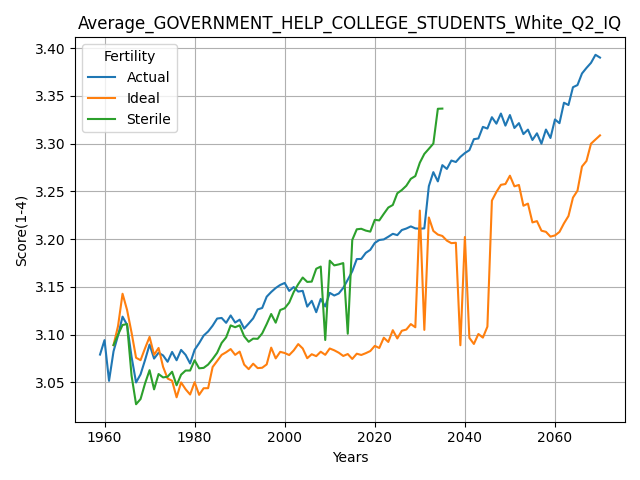 Average_GOVERNMENT_HELP_COLLEGE_STUDENTS_White_Q2_IQ
Fertility
Actual
Ideal
Sterile
Score(1-4)
3.40
3.35
3.30
3.25
3.20
3.15
3.10
3.05
1960
1980
2000
2020
2040
2060
Years